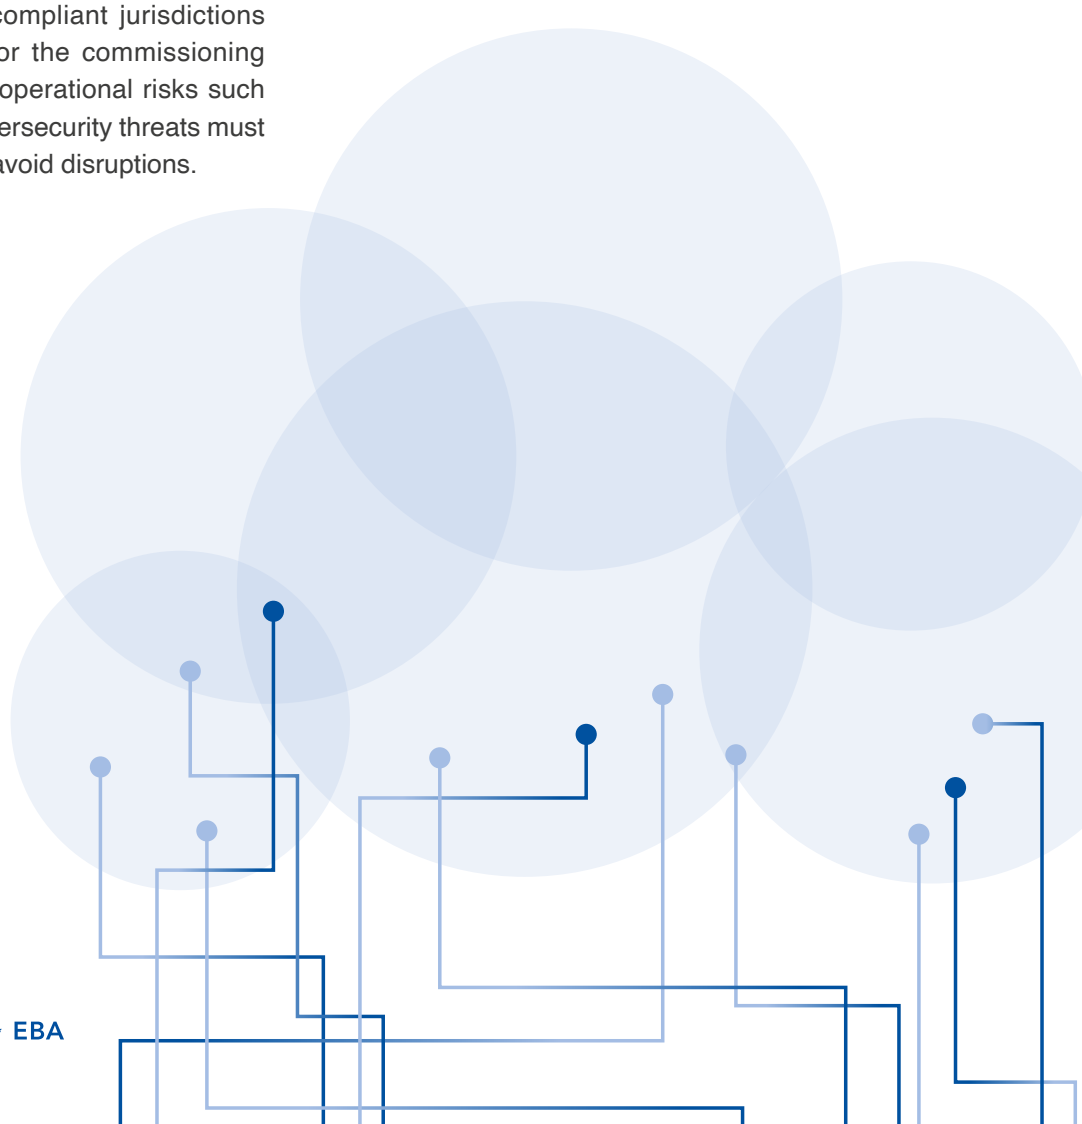 compliant jurisdictions
or the commissioning
operational risks such
ersecurity threats must
avoid disruptions.
EBA